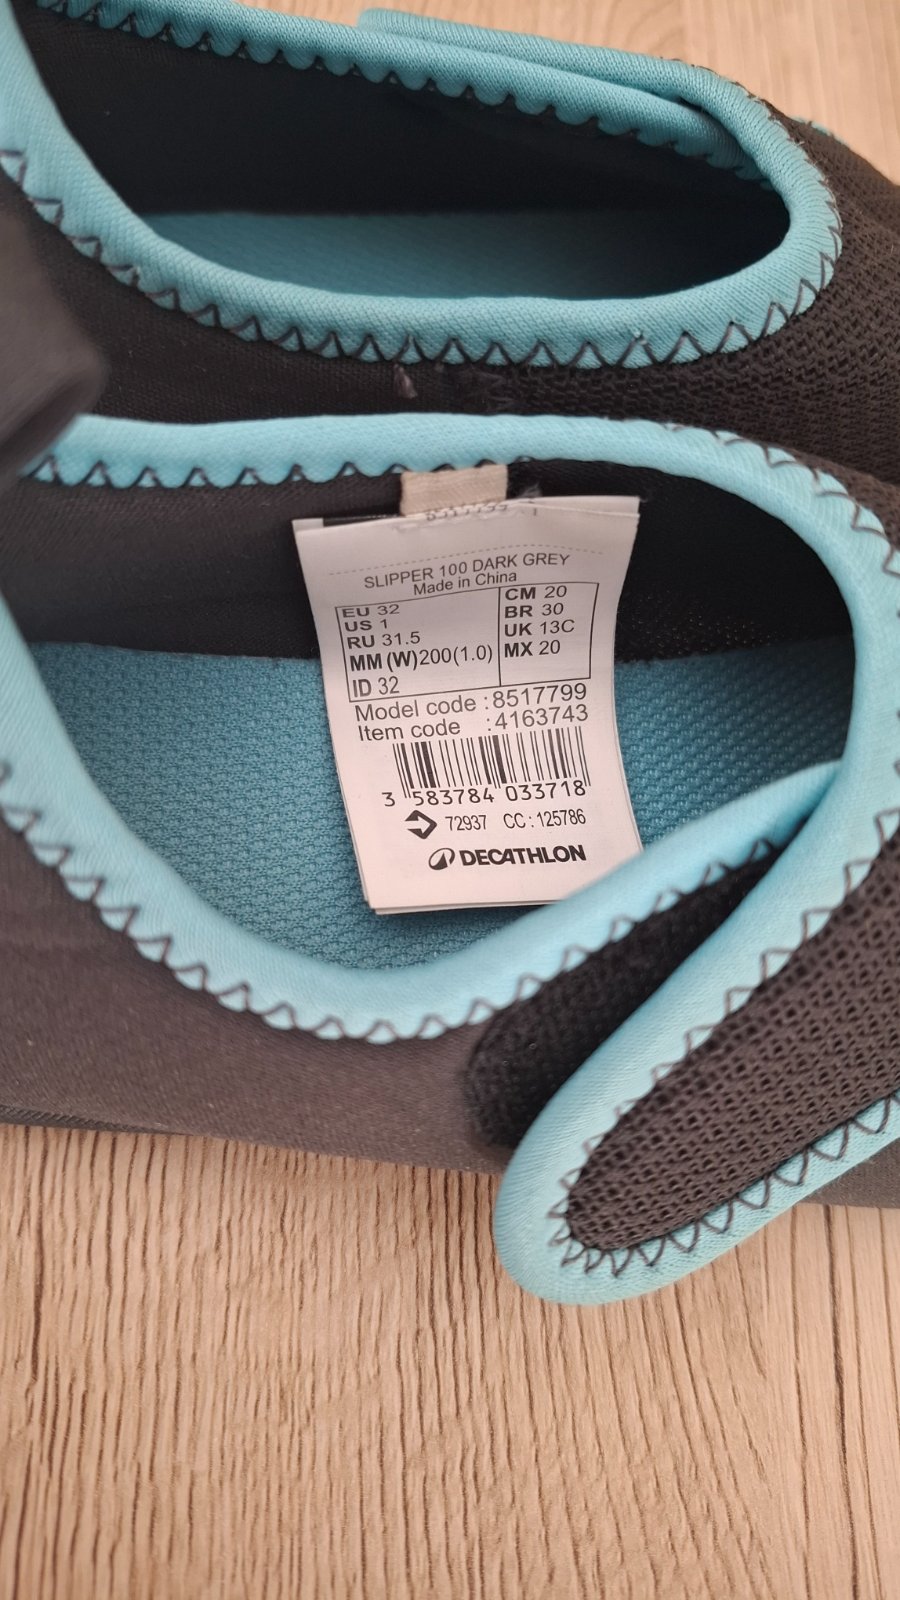 SLIPPER 100 DARK GREY
Made in China
EU 32
US 1
RU 31.5
MM (W)200(1.0)
ID 32
CM 20
BR 30
UK 13C
MX 20
Model code :8517799
Item code :4163743
3 583784 033718
72937 CC : 125786
DECATHLON